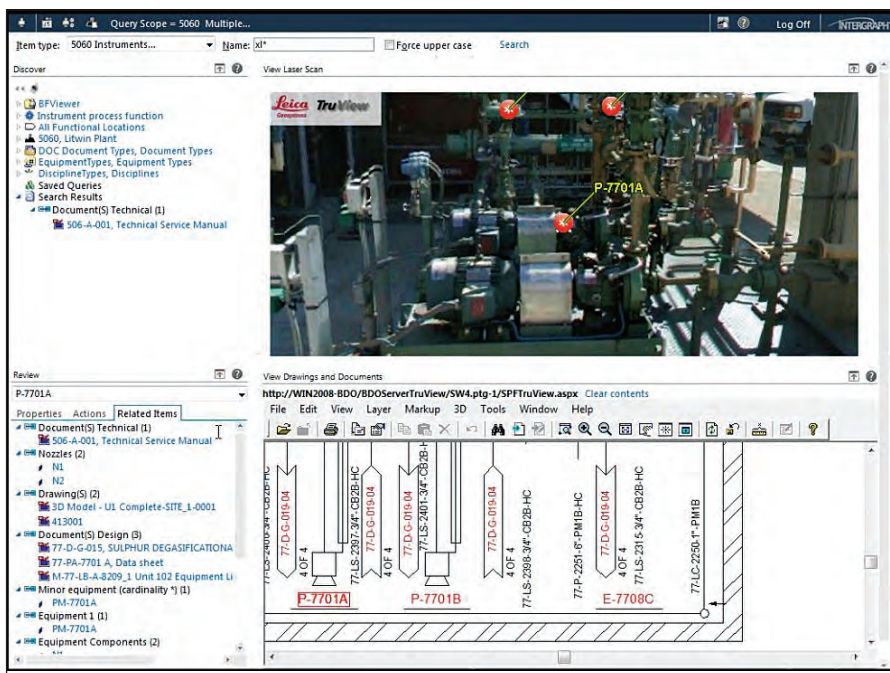 Query Scope = 5060 Multiple...
Log Off
INTERGRAPH
Item type: 5060 Instruments...
Name: xl*
Force upper case
Search
Discover
BFViewer
Instrument process function
All Functional Locations
5060, Litwin Plant
DOC Document Types, Document Types
EquipmentTypes, Equipment Types
DisciplineTypes, Disciplines
Saved Queries
Search Results
Document(S) Technical (1)
506-A-001, Technical Service Manual
View Laser Scan
Leica Geosystems TruView
P-7701A
Review
P-7701A
Properties Actions Related Items
Document(S) Technical (1)
506-A-001, Technical Service Manual
Nozzles (2)
N1
N2
Drawing(S) (2)
3D Model - U1 Complete-SITE_1-0001
413001
Document(S) Design (3)
77-D-G-015, SULPHUR DEGASIFICATIONA
77-PA-7701 A, Data sheet
M-77-LB-A-8209_1 Unit 102 Equipment Li
Minor equipment (cardinality *) (1)
PM-7701A
Equipment 1 (1)
PM-7701A
Equipment Components (2)
View Drawings and Documents
http://WIN2008-BDO/BDOServerTruView/SW4.ptg-1/SPFTruView.aspx Clear contents
File Edit View Layer Markup 3D Tools Window Help
77-D-G-019-04
4 OF 4
77-LS-2397-3/4"-CB2B-HC
77-D-G-019-04
77-D-G-019-04
77-LS-2401-3/4"-CB2B-H
77-D-G-019-04
4 OF 4
77-LS-2398-3/4"-CB2B-HC
77-P-2251-6"-PM1B-HC
77-D-G-019-04
4 OF 4
77-LS-2315-3/4"-CB2B-HC
77-LC-2250-1"-PM1B
P-7701A
P-7701B
E-7708C